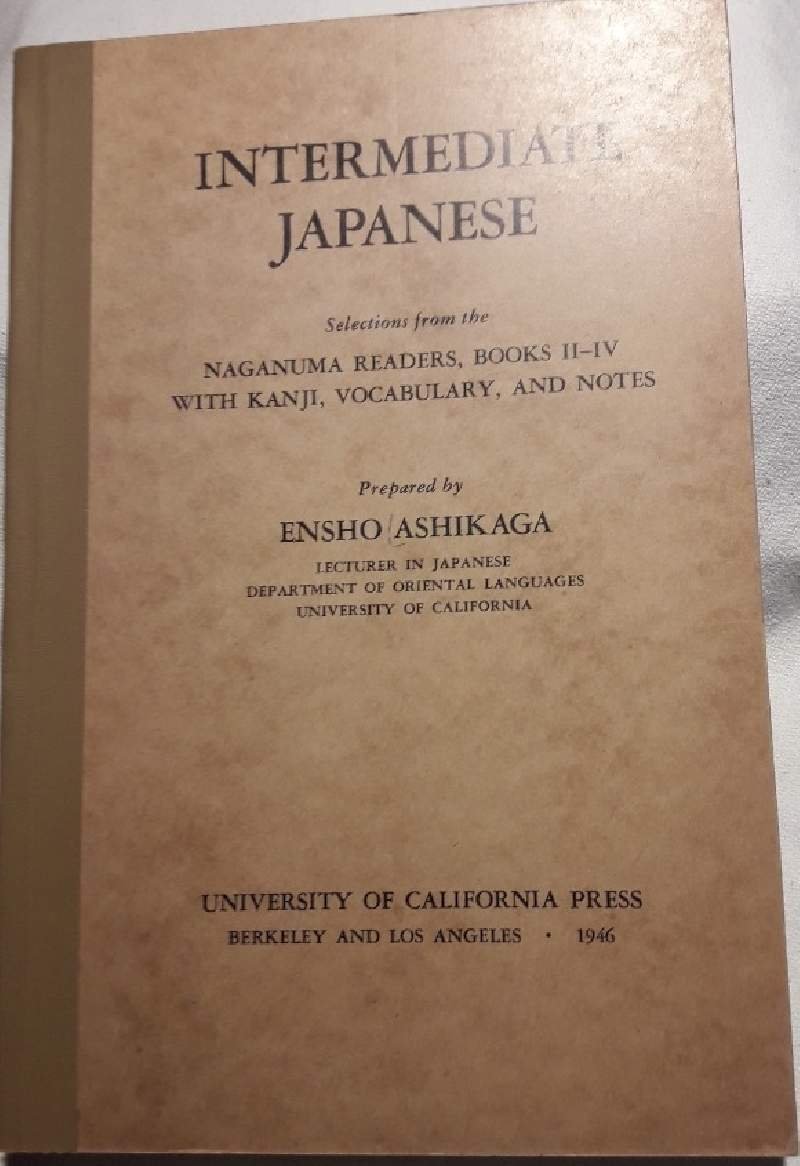 INTERMEDIATE
JAPANESE
Selections from the
NAGANUMA READERS, BOOKS II–IV
WITH KANJI, VOCABULARY, AND NOTES
Prepared by
ENSHO ASHIKAGA
LECTURER IN JAPANESE
DEPARTMENT OF ORIENTAL LANGUAGES
UNIVERSITY OF CALIFORNIA
UNIVERSITY OF CALIFORNIA PRESS
BERKELEY AND LOS ANGELES · 1946